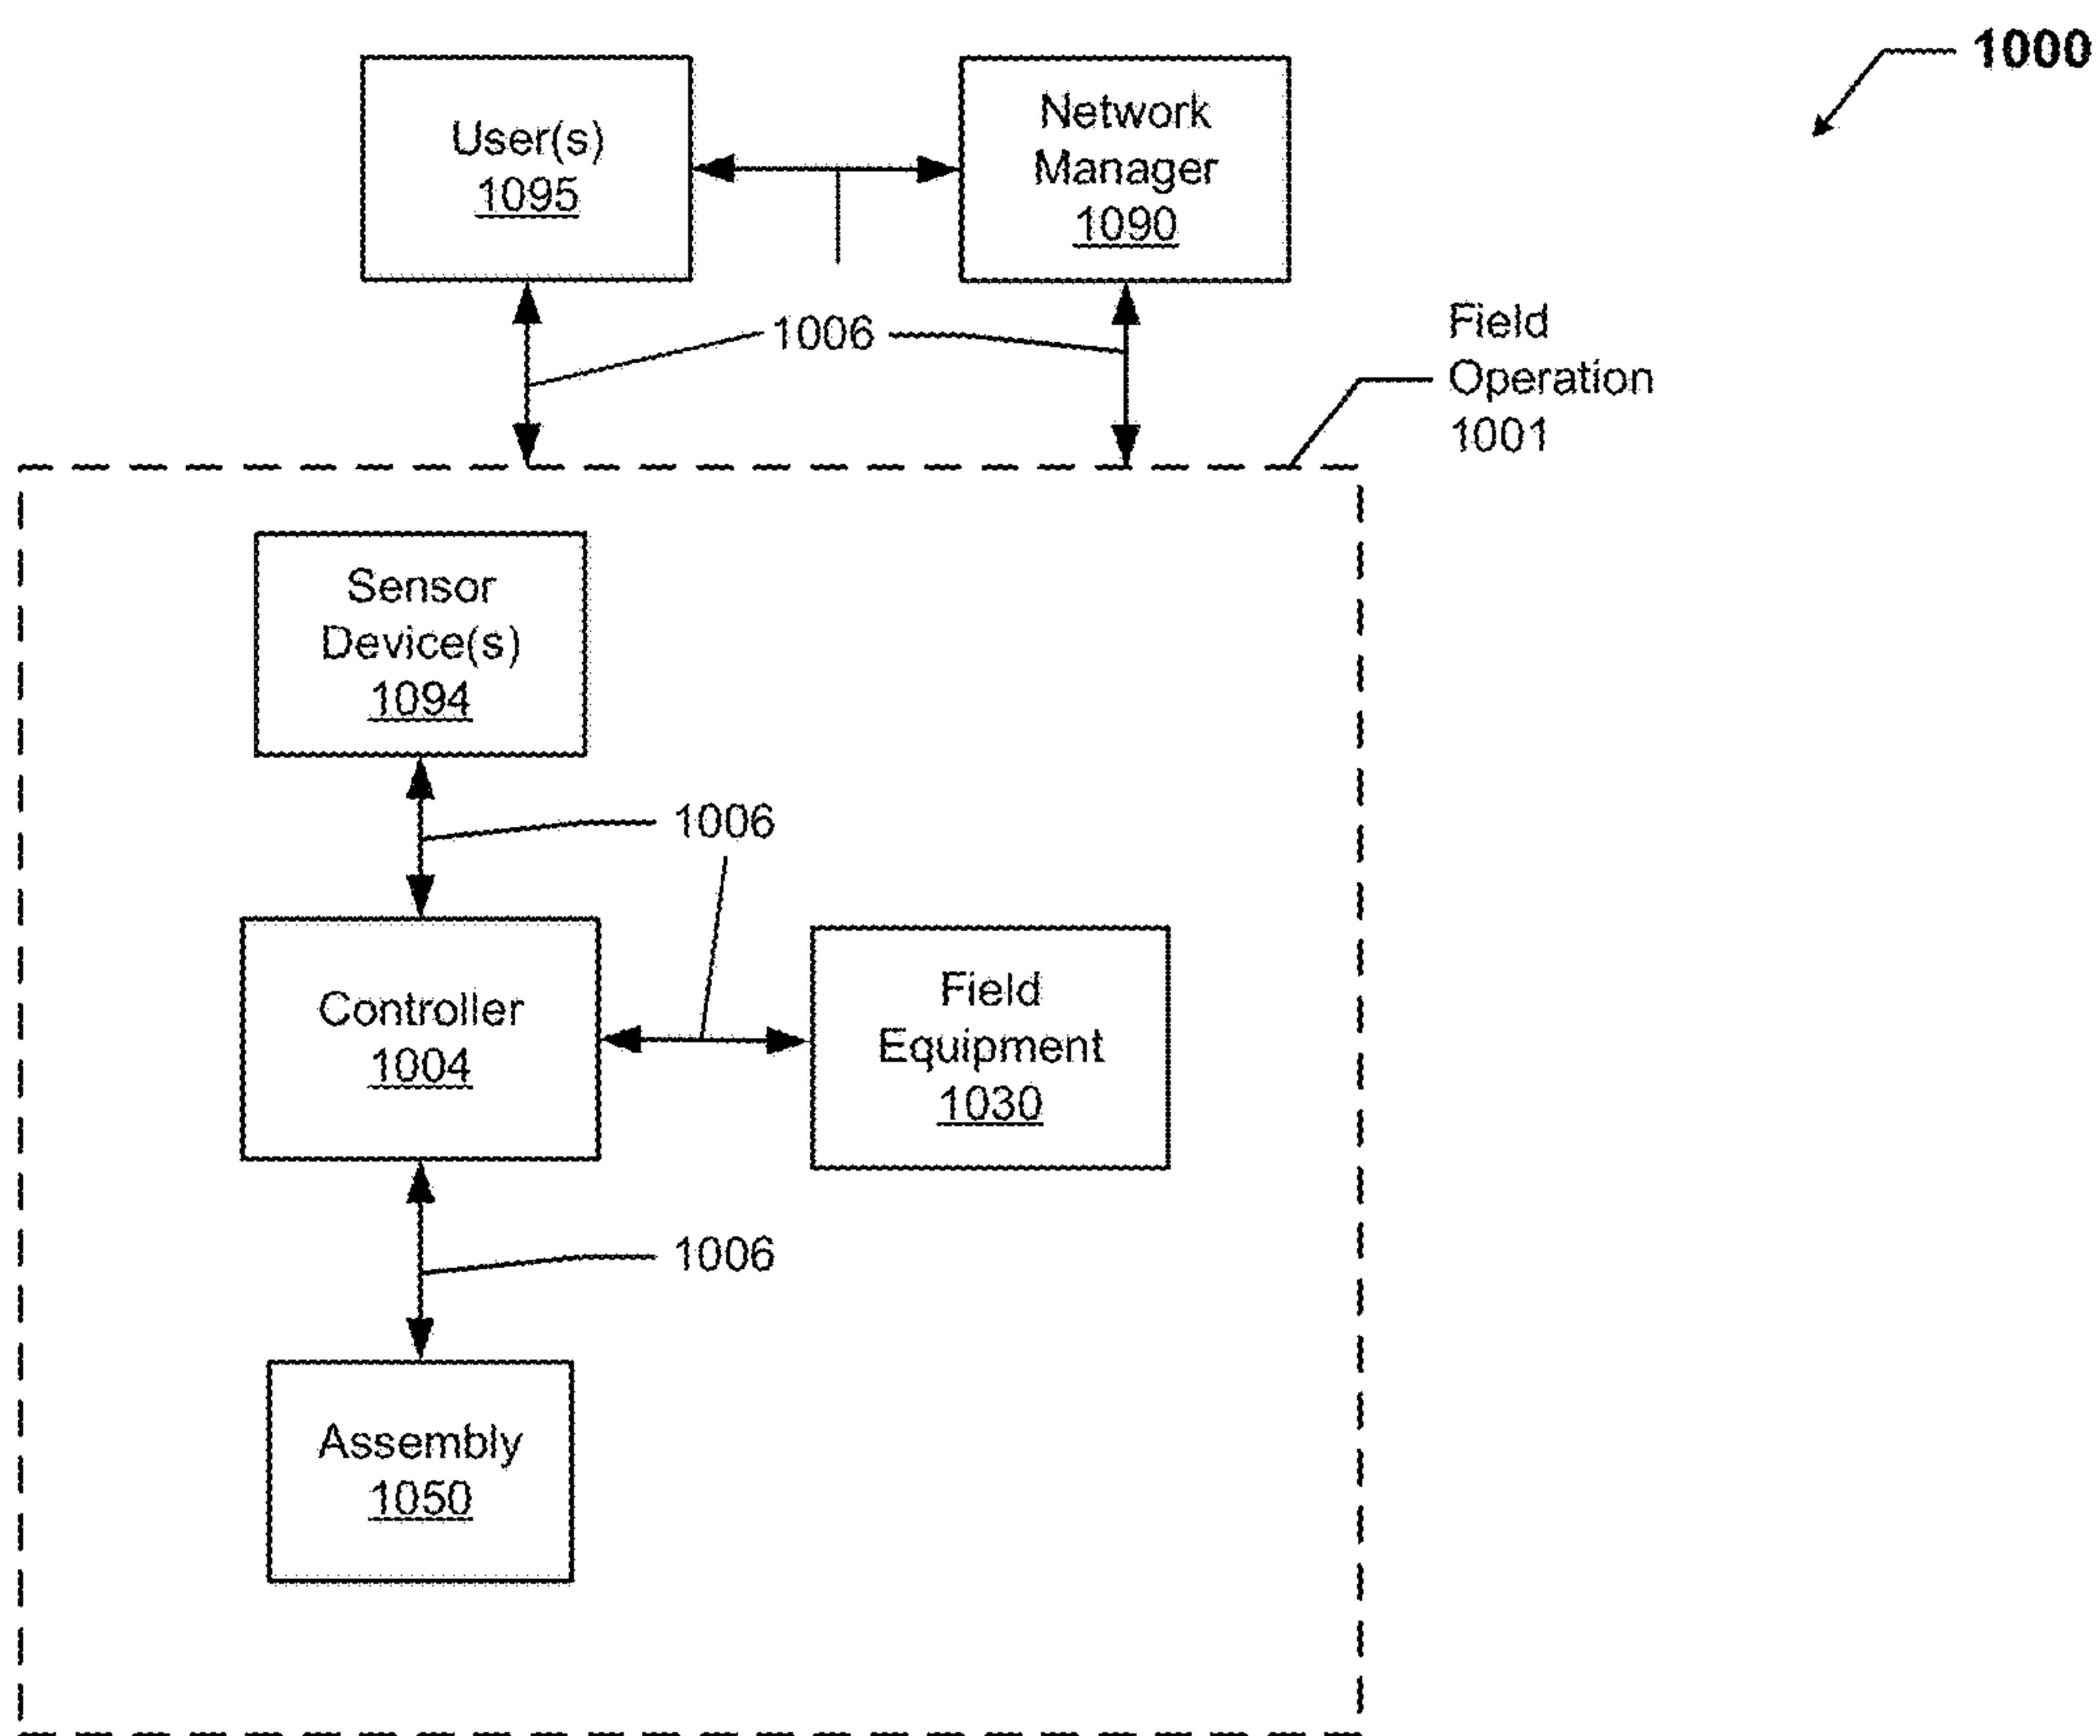 1000
User(s)
1095
Network
Manager
1090
1006
Field
Operation
1001
Sensor
Device(s)
1094
1006
Controller
1004
Field
Equipment
1030
1006
Assembly
1050